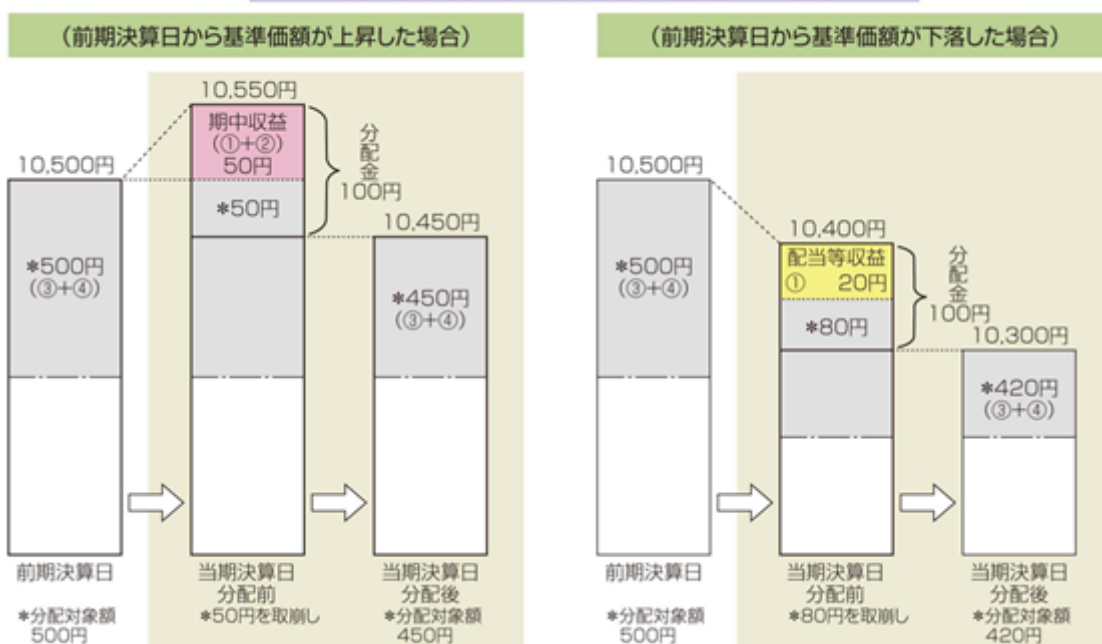 （前期決算日から基準価額が上昇した場合）
10,500円
*500円
（③+④）
10,550円
期中収益
（①+②）
50円
*50円
分配金
100円
10,450円
*450円
（③+④）
前期決算日
*分配対象額
500円
当期決算日
分配前
*50円を取崩し
当期決算日
分配後
*分配対象額
450円
（前期決算日から基準価額が下落した場合）
10,500円
*500円
（③+④）
10,400円
配当等収益
① 20円
*80円
分配金
100円
10,300円
*420円
（③+④）
前期決算日
*分配対象額
500円
当期決算日
分配前
*80円を取崩し
当期決算日
分配後
*分配対象額
420円